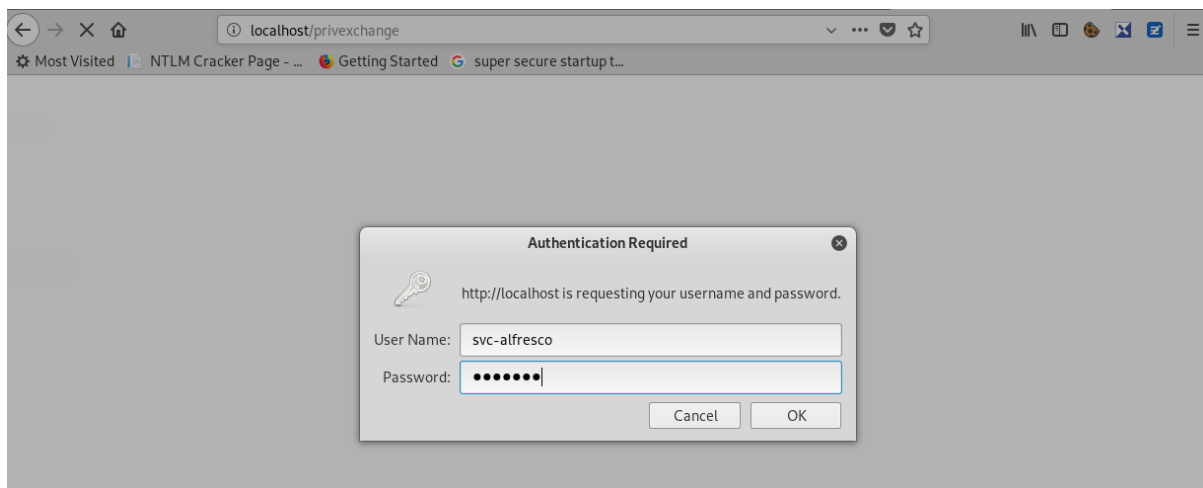 localhost/privexchange
Most Visited NTLM Cracker Page - ... Getting Started super secure startup t...
Authentication Required
http://localhost is requesting your username and password.
User Name: svc-alfresco
Password: •••••••
Cancel OK